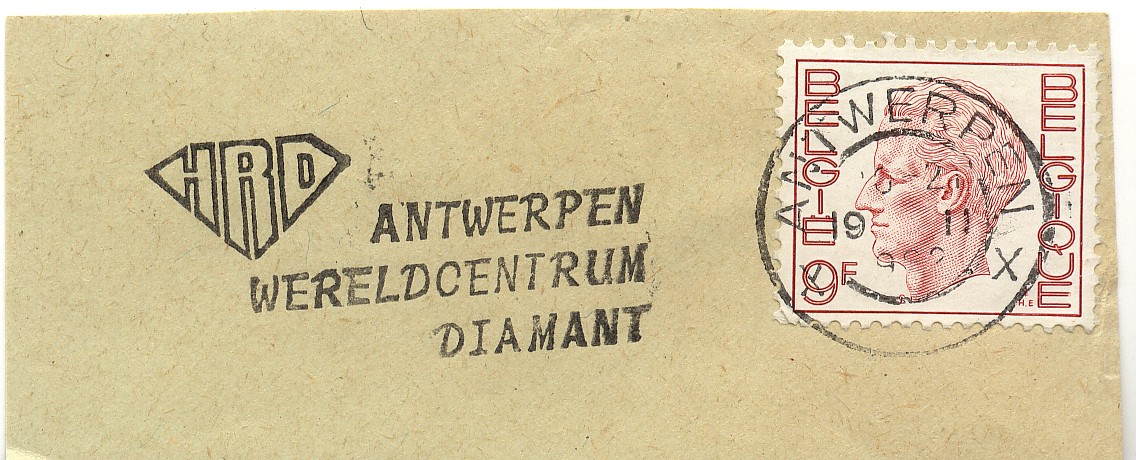 HRD
ANTWERPEN
WERELDCENTRUM
DIAMANT
BELGIE
BELGIQUE
9F
H.E
ANTWERPEN X
19 11
X X